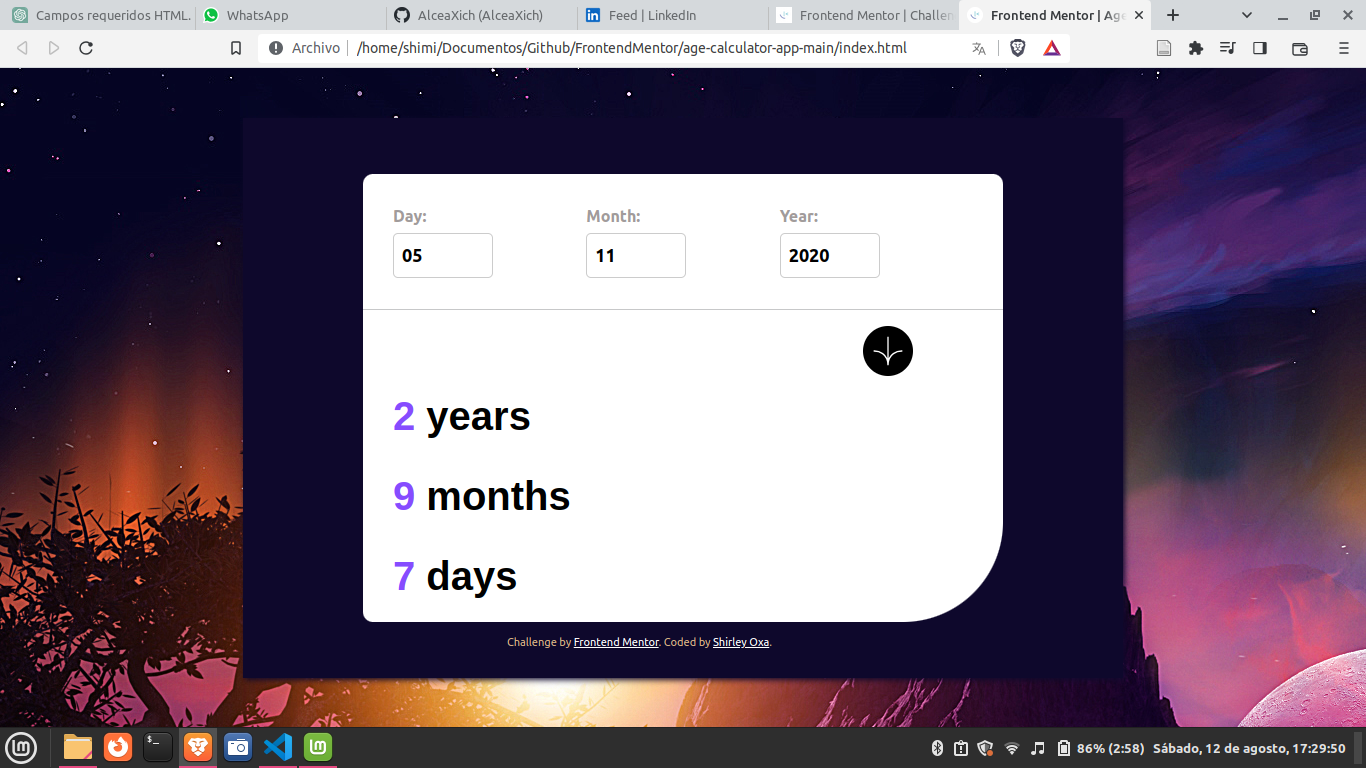 Campos requeridos HTML.
WhatsApp
AlceaXich (AlceaXich)
Feed | LinkedIn
Frontend Mentor | Challen
Frontend Mentor | Age
Archivo
/home/shimi/Documentos/Github/FrontendMentor/age-calculator-app-main/index.html
Day: Month: Year:
05 11 2020
2 years
9 months
7 days
Challenge by Frontend Mentor. Coded by Shirley Oxa.
86% (2:58) Sábado, 12 de agosto, 17:29:50